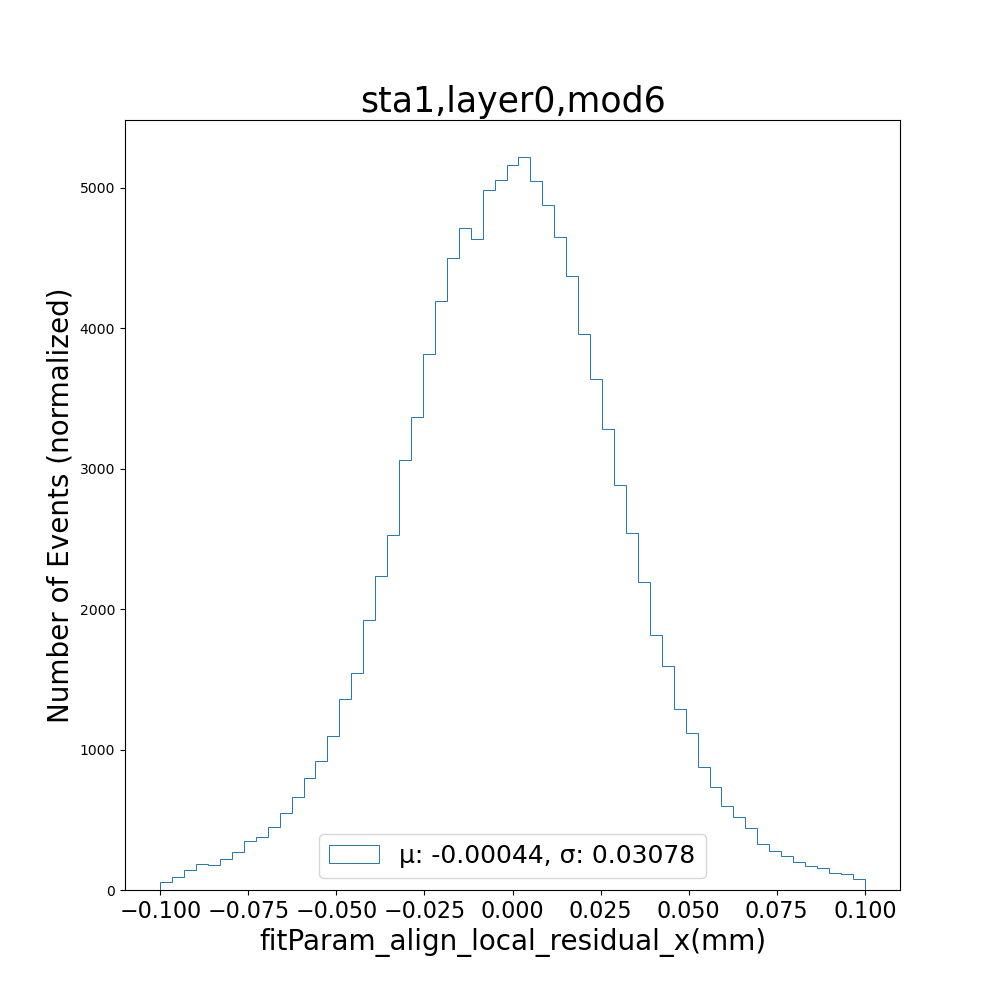 sta1,layer0,mod6
Number of Events (normalized)
5000
4000
3000
2000
1000
0
μ: -0.00044, σ: 0.03078
−0.100 −0.075 −0.050 −0.025 0.000 0.025 0.050 0.075 0.100
fitParam_align_local_residual_x(mm)